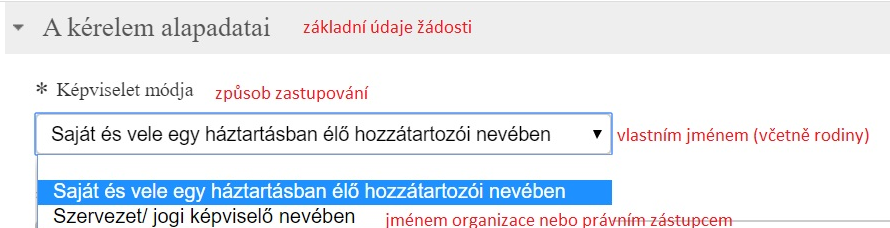 A kérelem alapadatai základní údaje žádosti
* Képviselet módja způsob zastupování
Saját és vele egy háztartásban élő hozzátartozói nevében vlastním jménem (včetně rodiny)
Saját és vele egy háztartásban élő hozzátartozói nevében
Szervezet/ jogi képviselő nevében jménem organizace nebo právním zástupcem